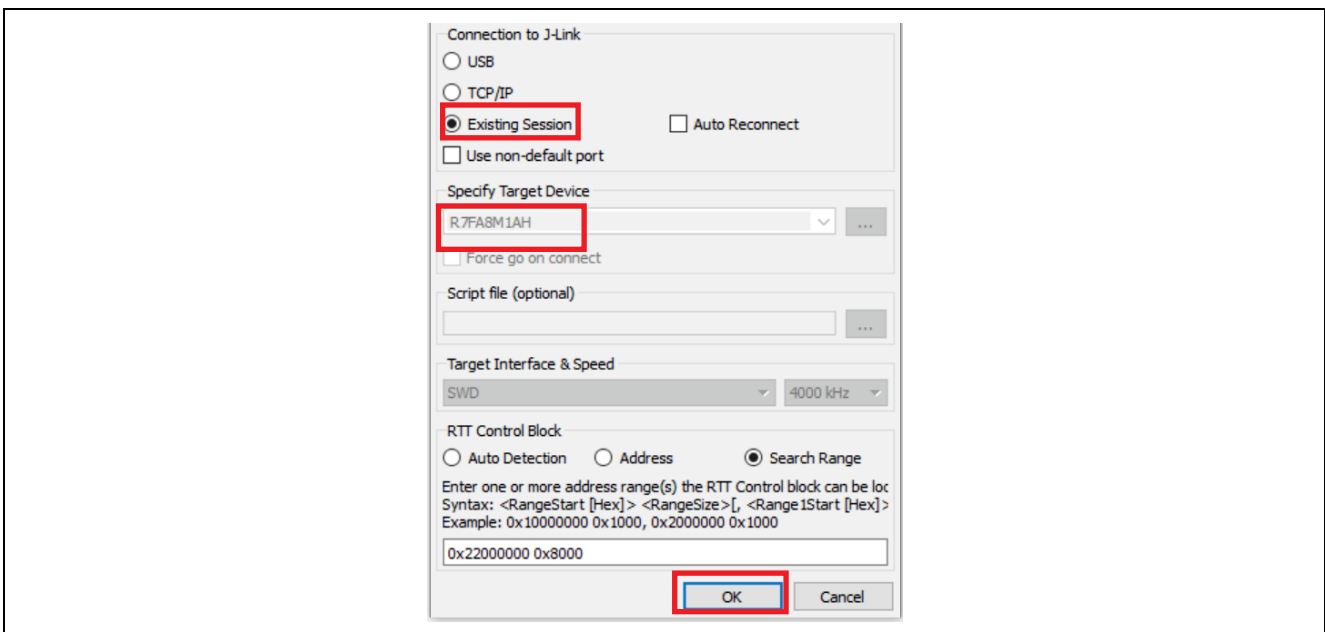 Connection to J-Link
USB
TCP/IP
Existing Session Auto Reconnect
Use non-default port
Specify Target Device
R7FA8M1AH ...
Force go on connect
Script file (optional)
...
Target Interface & Speed
SWD 4000 kHz
RTT Control Block
Auto Detection Address Search Range
Enter one or more address range(s) the RTT Control block can be loc
Syntax: <RangeStart [Hex]> <RangeSize>[, <Range1Start [Hex]>
Example: 0x10000000 0x1000, 0x2000000 0x1000
0x22000000 0x8000
OK Cancel